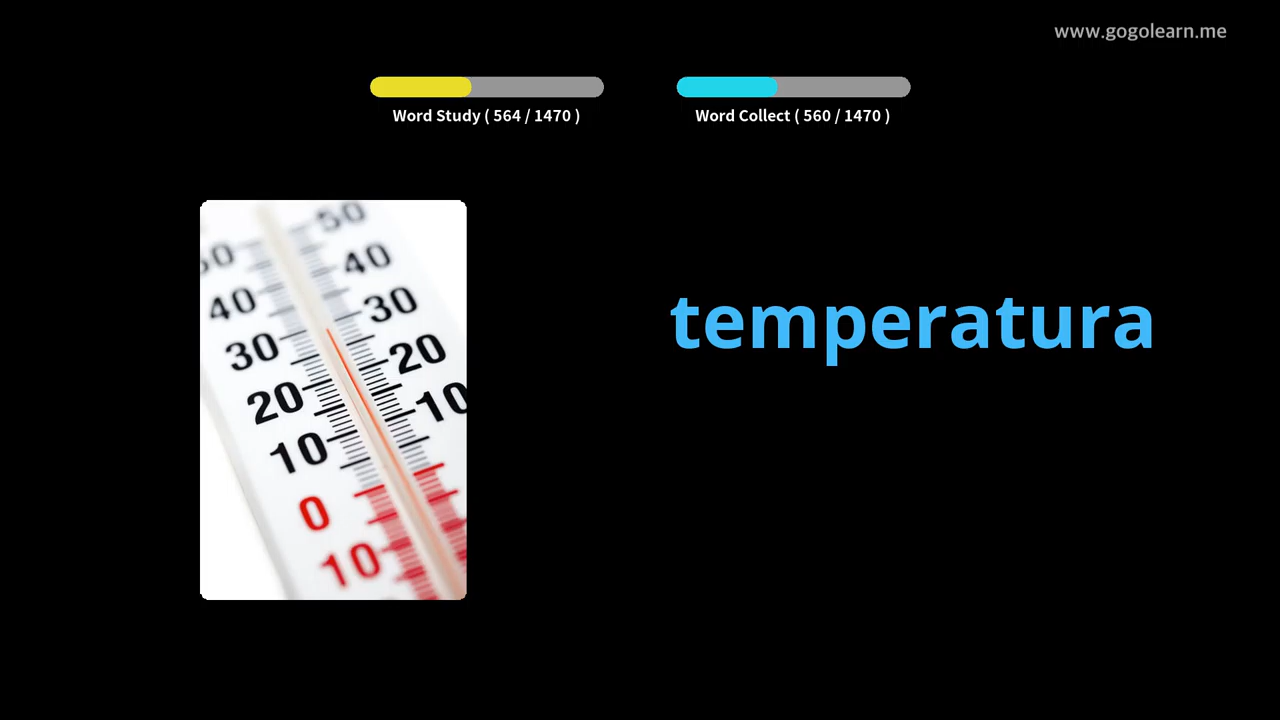 www.gogolearn.me
Word Study ( 564 / 1470 )
Word Collect ( 560 / 1470 )
temperatura
50
40
40
30
30
20
20
10
10
0
10